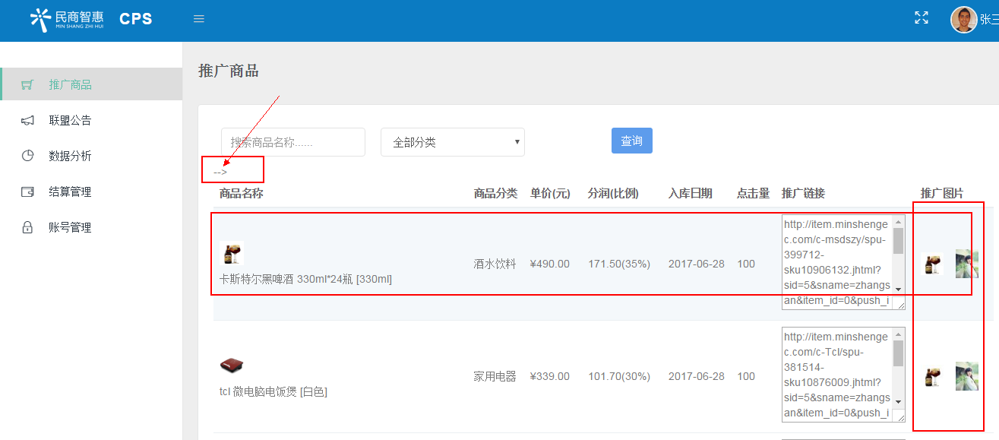 民商智惠
MIN SHANG ZHI HUI
CPS
张三
推广商品
联盟公告
数据分析
结算管理
账号管理
推广商品
搜索商品名称......
全部分类
查询
-->
商品名称 商品分类 单价(元) 分润(比例) 入库日期 点击量 推广链接 推广图片
卡斯特尔黑啤酒 330ml*24瓶 [330ml]
酒水饮料 ¥490.00 171.50(35%) 2017-06-28 100
http://item.minshenge
c.com/c-msdszy/spu-
399712-
sku10906132.jhtml?
sid=5&sname=zhangs
an&item_id=0&push_i
tcl 微电脑电饭煲 [白色]
家用电器 ¥339.00 101.70(30%) 2017-06-28 100
http://item.minshenge
c.com/c-Tcl/spu-
381514-
sku10876009.jhtml?
sid=5&sname=zhangs
an&item_id=0&push_i